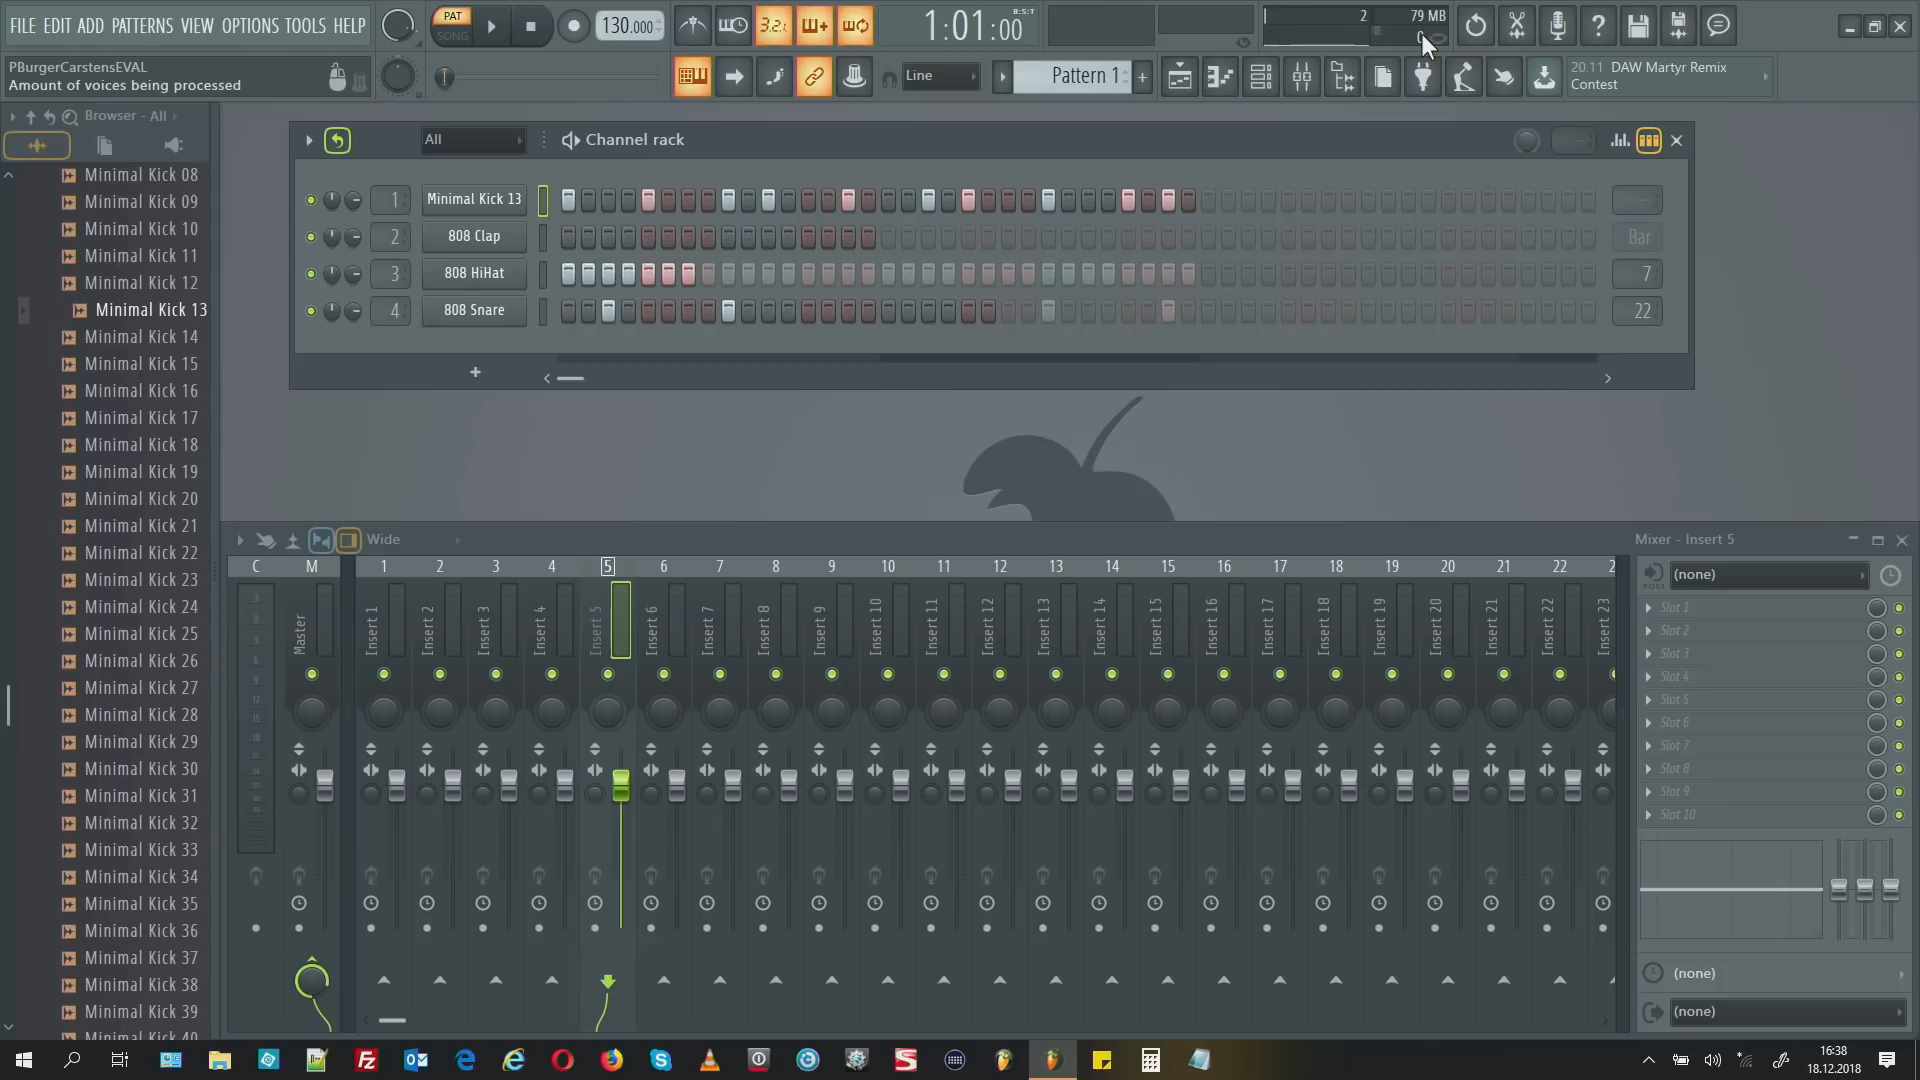 FILE EDIT ADD PATTERNS VIEW OPTIONS TOOLS HELP
PAT
SONG
130.000
3.2.
1:01:00
B:S:T
2
79 MB
0
PBurgerCarstensEVAL
Amount of voices being processed
Line
Pattern 1
20.11 DAW Martyr Remix
Contest
Browser - All
All
Channel rack
1 Minimal Kick 13
2 808 Clap
Bar
3 808 HiHat
7
4 808 Snare
22
Minimal Kick 08
Minimal Kick 09
Minimal Kick 10
Minimal Kick 11
Minimal Kick 12
Minimal Kick 13
Minimal Kick 14
Minimal Kick 15
Minimal Kick 16
Minimal Kick 17
Minimal Kick 18
Minimal Kick 19
Minimal Kick 20
Minimal Kick 21
Minimal Kick 22
Minimal Kick 23
Minimal Kick 24
Minimal Kick 25
Minimal Kick 26
Minimal Kick 27
Minimal Kick 28
Minimal Kick 29
Minimal Kick 30
Minimal Kick 31
Minimal Kick 32
Minimal Kick 33
Minimal Kick 34
Minimal Kick 35
Minimal Kick 36
Minimal Kick 37
Minimal Kick 38
Minimal Kick 39
Minimal Kick 40
Wide
Mixer - Insert 5
C M 1 2 3 4 5 6 7 8 9 10 11 12 13 14 15 16 17 18 19 20 21 22 2
Master
Insert 1
Insert 2
Insert 3
Insert 4
Insert 5
Insert 6
Insert 7
Insert 8
Insert 9
Insert 10
Insert 11
Insert 12
Insert 13
Insert 14
Insert 15
Insert 16
Insert 17
Insert 18
Insert 19
Insert 20
Insert 21
Insert 22
Insert 23
POST
(none)
Slot 1
Slot 2
Slot 3
Slot 4
Slot 5
Slot 6
Slot 7
Slot 8
Slot 9
Slot 10
(none)
(none)
16:38
18.12.2018